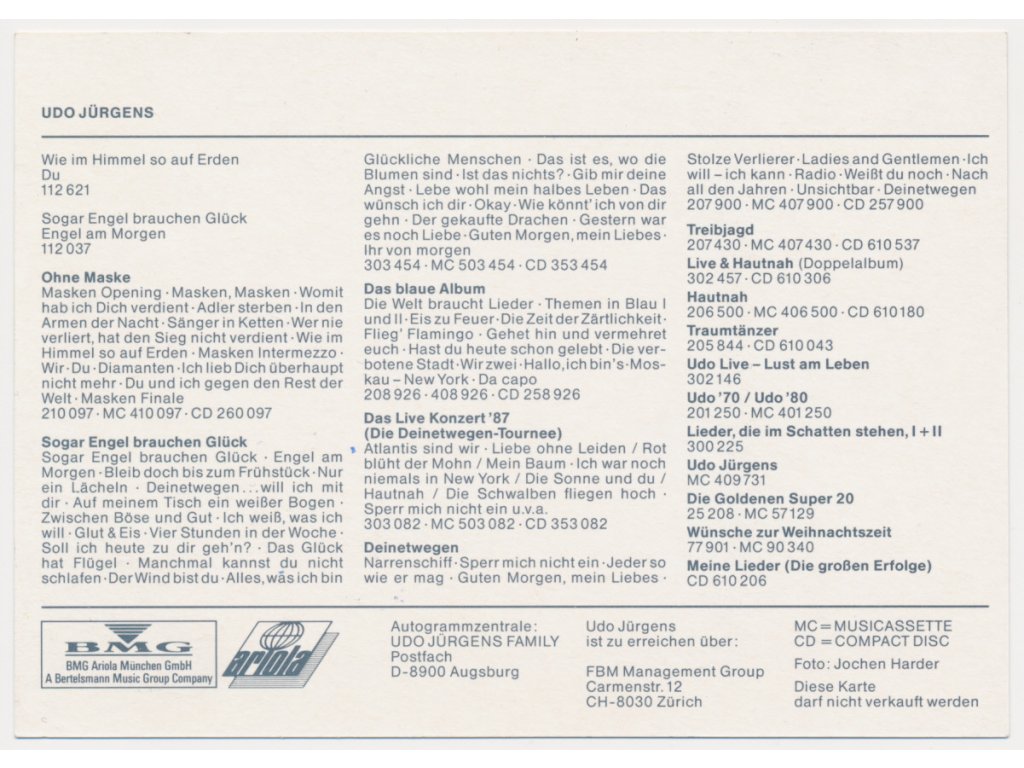 UDO JÜRGENS
Wie im Himmel so auf Erden
Du
112 621
Sogar Engel brauchen Glück
Engel am Morgen
112 037
Ohne Maske
Masken Opening · Masken, Masken · Womit
hab ich Dich verdient · Adler sterben · In den
Armen der Nacht · Sänger in Ketten · Wer nie
verliert, hat den Sieg nicht verdient · Wie im
Himmel so auf Erden · Masken Intermezzo ·
Wir · Du · Diamanten · Ich lieb Dich überhaupt
nicht mehr · Du und ich gegen den Rest der
Welt · Masken Finale
210 097 · MC 410 097 · CD 260 097
Sogar Engel brauchen Glück
Sogar Engel brauchen Glück · Engel am
Morgen · Bleib doch bis zum Frühstück · Nur
ein Lächeln · Deinetwegen...will ich mit
dir · Auf meinem Tisch ein weißer Bogen ·
Zwischen Böse und Gut · Ich weiß, was ich
will · Glut & Eis · Vier Stunden in der Woche ·
Soll ich heute zu dir geh'n? · Das Glück
hat Flügel · Manchmal kannst du nicht
schlafen · Der Wind bist du · Alles, was ich bin
Glückliche Menschen · Das ist es, wo die
Blumen sind · Ist das nichts? · Gib mir deine
Angst · Lebe wohl mein halbes Leben · Das
wünsch ich dir · Okay · Wie könnt' ich von dir
gehn · Der gekaufte Drachen · Gestern war
es noch Liebe · Guten Morgen, mein Liebes ·
Ihr von morgen
303 454 · MC 503 454 · CD 353 454
Das blaue Album
Die Welt braucht Lieder · Themen in Blau I
und II · Eis zu Feuer · Die Zeit der Zärtlichkeit ·
Flieg' Flamingo · Gehet hin und vermehret
euch · Hast du heute schon gelebt · Die ver-
botene Stadt · Wir zwei · Hallo, ich bin's · Mos-
kau – New York · Da capo
208 926 · 408 926 · CD 258 926
Das Live Konzert '87
(Die Deinetwegen-Tournee)
Atlantis sind wir · Liebe ohne Leiden / Rot
blüht der Mohn / Mein Baum · Ich war noch
niemals in New York / Die Sonne und du /
Hautnah / Die Schwalben fliegen hoch ·
Sperr mich nicht ein u.v.a.
303 082 · MC 503 082 · CD 353 082
Deinetwegen
Narrenschiff · Sperr mich nicht ein · Jeder so
wie er mag · Guten Morgen, mein Liebes ·
Stolze Verlierer · Ladies and Gentlemen · Ich
will – ich kann · Radio · Weißt du noch · Nach
all den Jahren · Unsichtbar · Deinetwegen
207 900 · MC 407 900 · CD 257 900
Treibjagd
207 430 · MC 407 430 · CD 610 537
Live & Hautnah (Doppelalbum)
302 457 · CD 610 306
Hautnah
206 500 · MC 406 500 · CD 610 180
Traumtänzer
205 844 · CD 610 043
Udo Live – Lust am Leben
302 146
Udo '70 / Udo '80
201 250 · MC 401 250
Lieder, die im Schatten stehen, I + II
300 225
Udo Jürgens
MC 409 731
Die Goldenen Super 20
25 208 · MC 57 129
Wünsche zur Weihnachtszeit
77 901 · MC 90 340
Meine Lieder (Die großen Erfolge)
CD 610 206
BMG
BMG Ariola München GmbH
A Bertelsmann Music Group Company
ariola
Autogrammzentrale:
UDO JÜRGENS FAMILY
Postfach
D-8900 Augsburg
Udo Jürgens
ist zu erreichen über:
FBM Management Group
Carmenstr. 12
CH-8030 Zürich
MC = MUSICASSETTE
CD = COMPACT DISC
Foto: Jochen Harder
Diese Karte
darf nicht verkauft werden